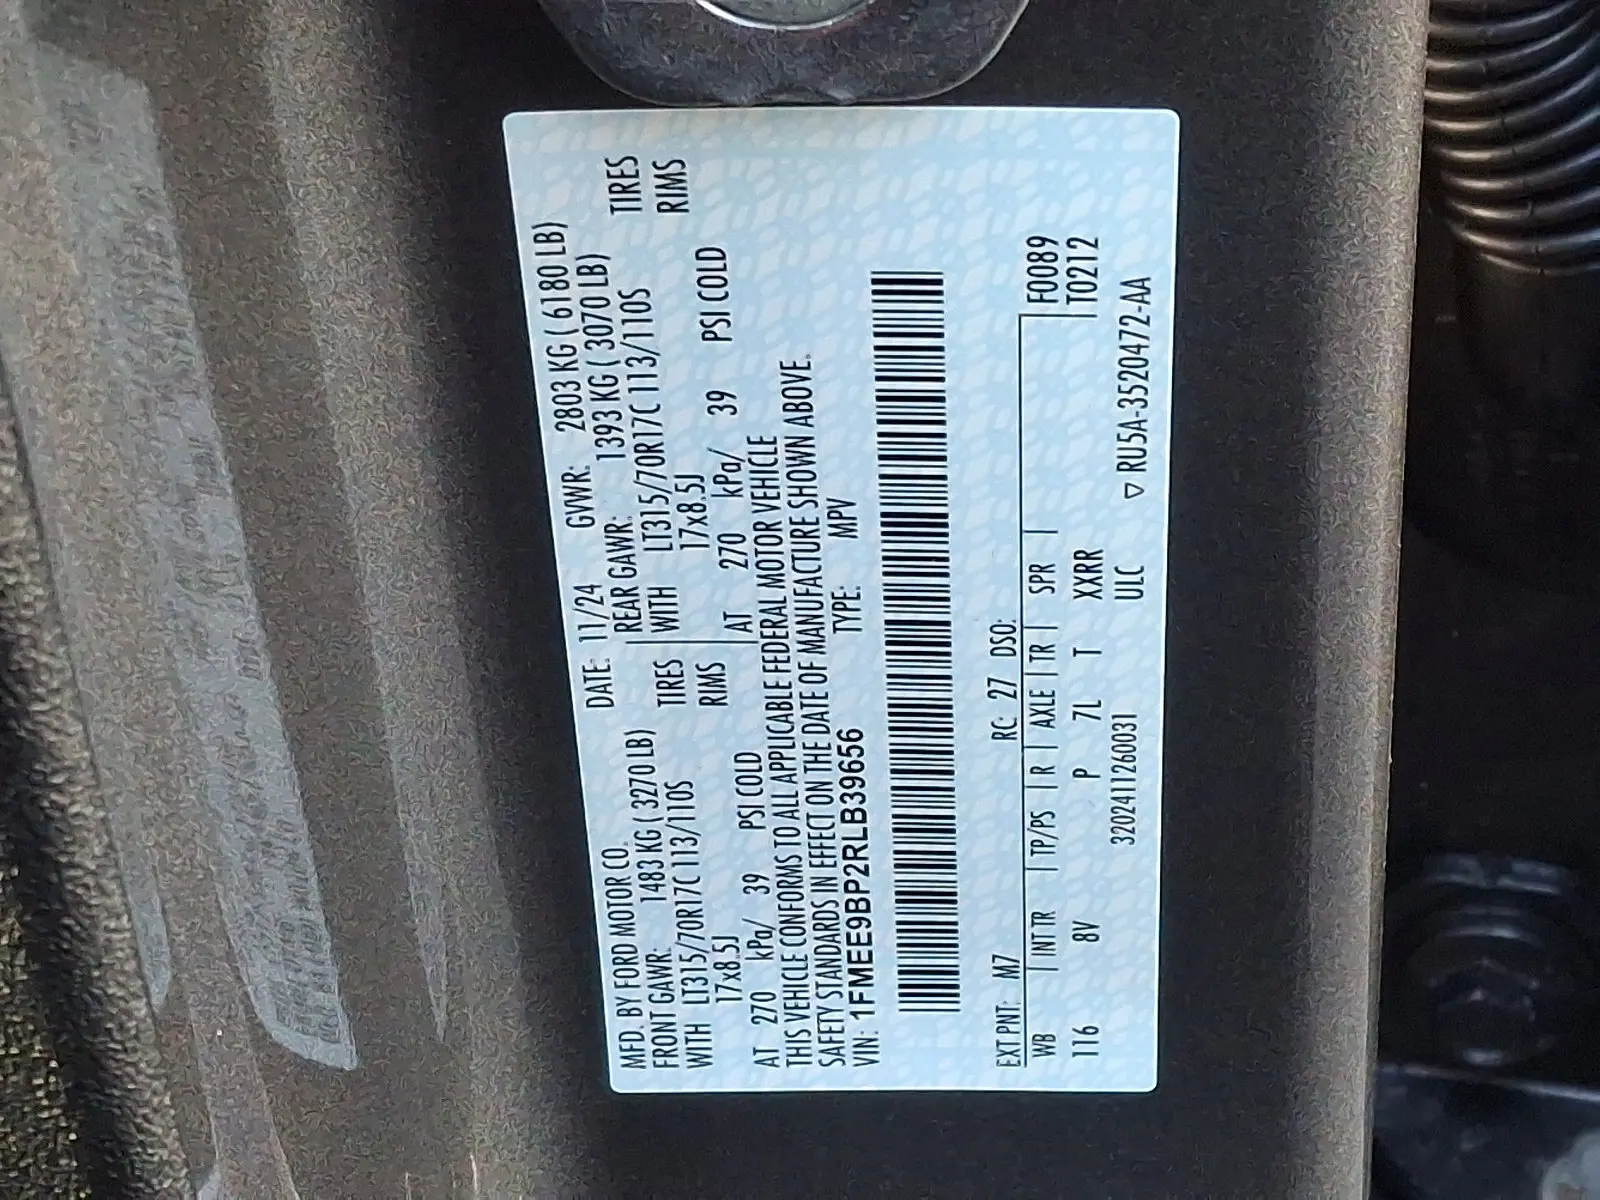 MFD. BY FORD MOTOR CO.
DATE: 11/24 GVWR: 2803 KG ( 6180 LB)
FRONT GAWR: 1483 KG ( 3270 LB) REAR GAWR: 1393 KG ( 3070 LB)
WITH LT315/70R17C 113/110S TIRES WITH LT315/70R17C 113/110S TIRES
17x8.5J RIMS 17x8.5J RIMS
AT 270 kPa/ 39 PSI COLD AT 270 kPa/ 39 PSI COLD
THIS VEHICLE CONFORMS TO ALL APPLICABLE FEDERAL MOTOR VEHICLE
SAFETY STANDARDS IN EFFECT ON THE DATE OF MANUFACTURE SHOWN ABOVE.
VIN: 1FMEE9BP2RLB39656 TYPE: MPV
EXT PNT: M7 RC: 27 DSO:
WB | INT TR | TP/PS | R | AXLE | TR | SPR | F0089
116 8V P 7L T XXRR T0212
3202411260031 ULC ▽ RU5A-3520472-AA